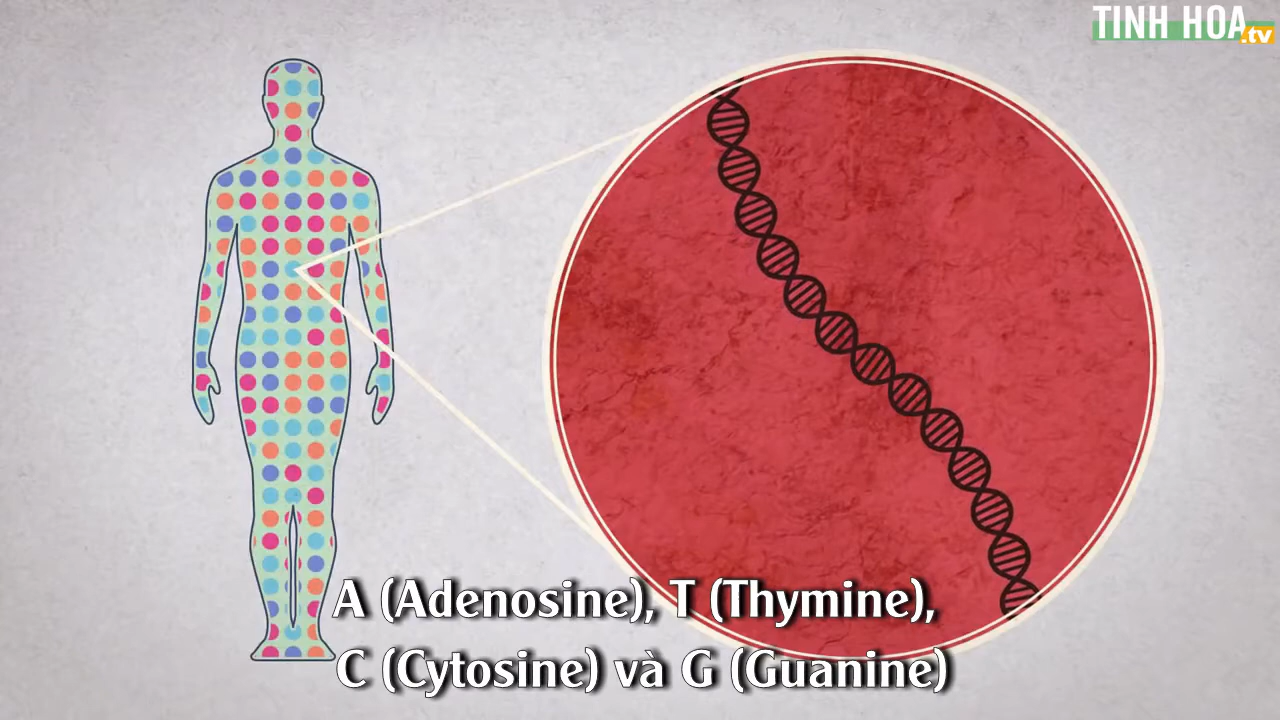 TINH HOA.tv
A (Adenosine), T (Thymine),
C (Cytosine) và G (Guanine)